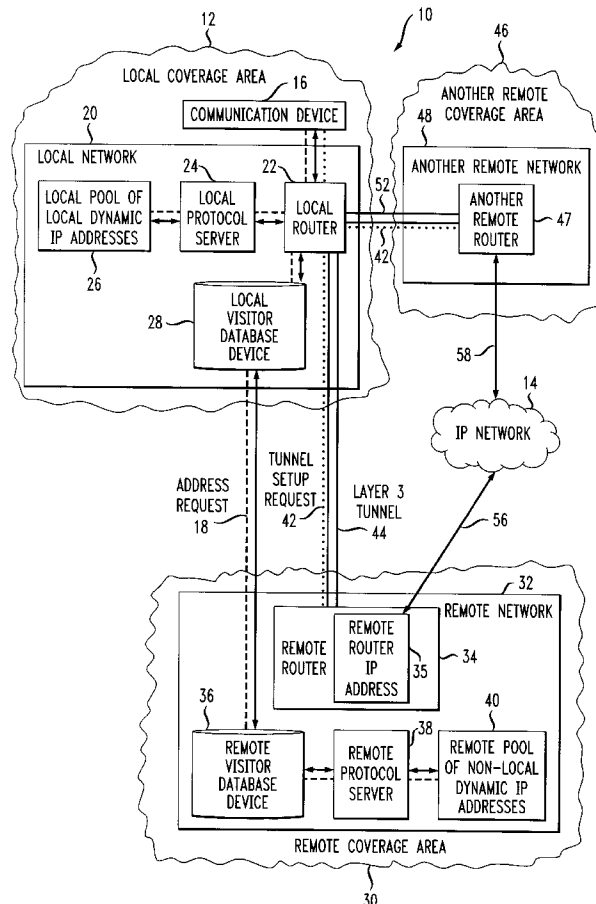 12
10
46
LOCAL COVERAGE AREA
16
ANOTHER REMOTE
COVERAGE AREA
20
COMMUNICATION DEVICE
48
LOCAL NETWORK
24
22
ANOTHER REMOTE NETWORK
LOCAL POOL OF
LOCAL DYNAMIC
IP ADDRESSES
LOCAL
PROTOCOL
SERVER
LOCAL
ROUTER
52
ANOTHER
REMOTE
ROUTER
47
42
26
28
LOCAL
VISITOR
DATABASE
DEVICE
58
14
IP NETWORK
ADDRESS
REQUEST
18
TUNNEL
SETUP
REQUEST
42
LAYER 3
TUNNEL
44
56
32
REMOTE NETWORK
REMOTE
ROUTER
REMOTE
ROUTER
IP
ADDRESS
35
34
36
38
40
REMOTE
VISITOR
DATABASE
DEVICE
REMOTE
PROTOCOL
SERVER
REMOTE POOL
OF NON-LOCAL
DYNAMIC IP
ADDRESSES
REMOTE COVERAGE AREA
30